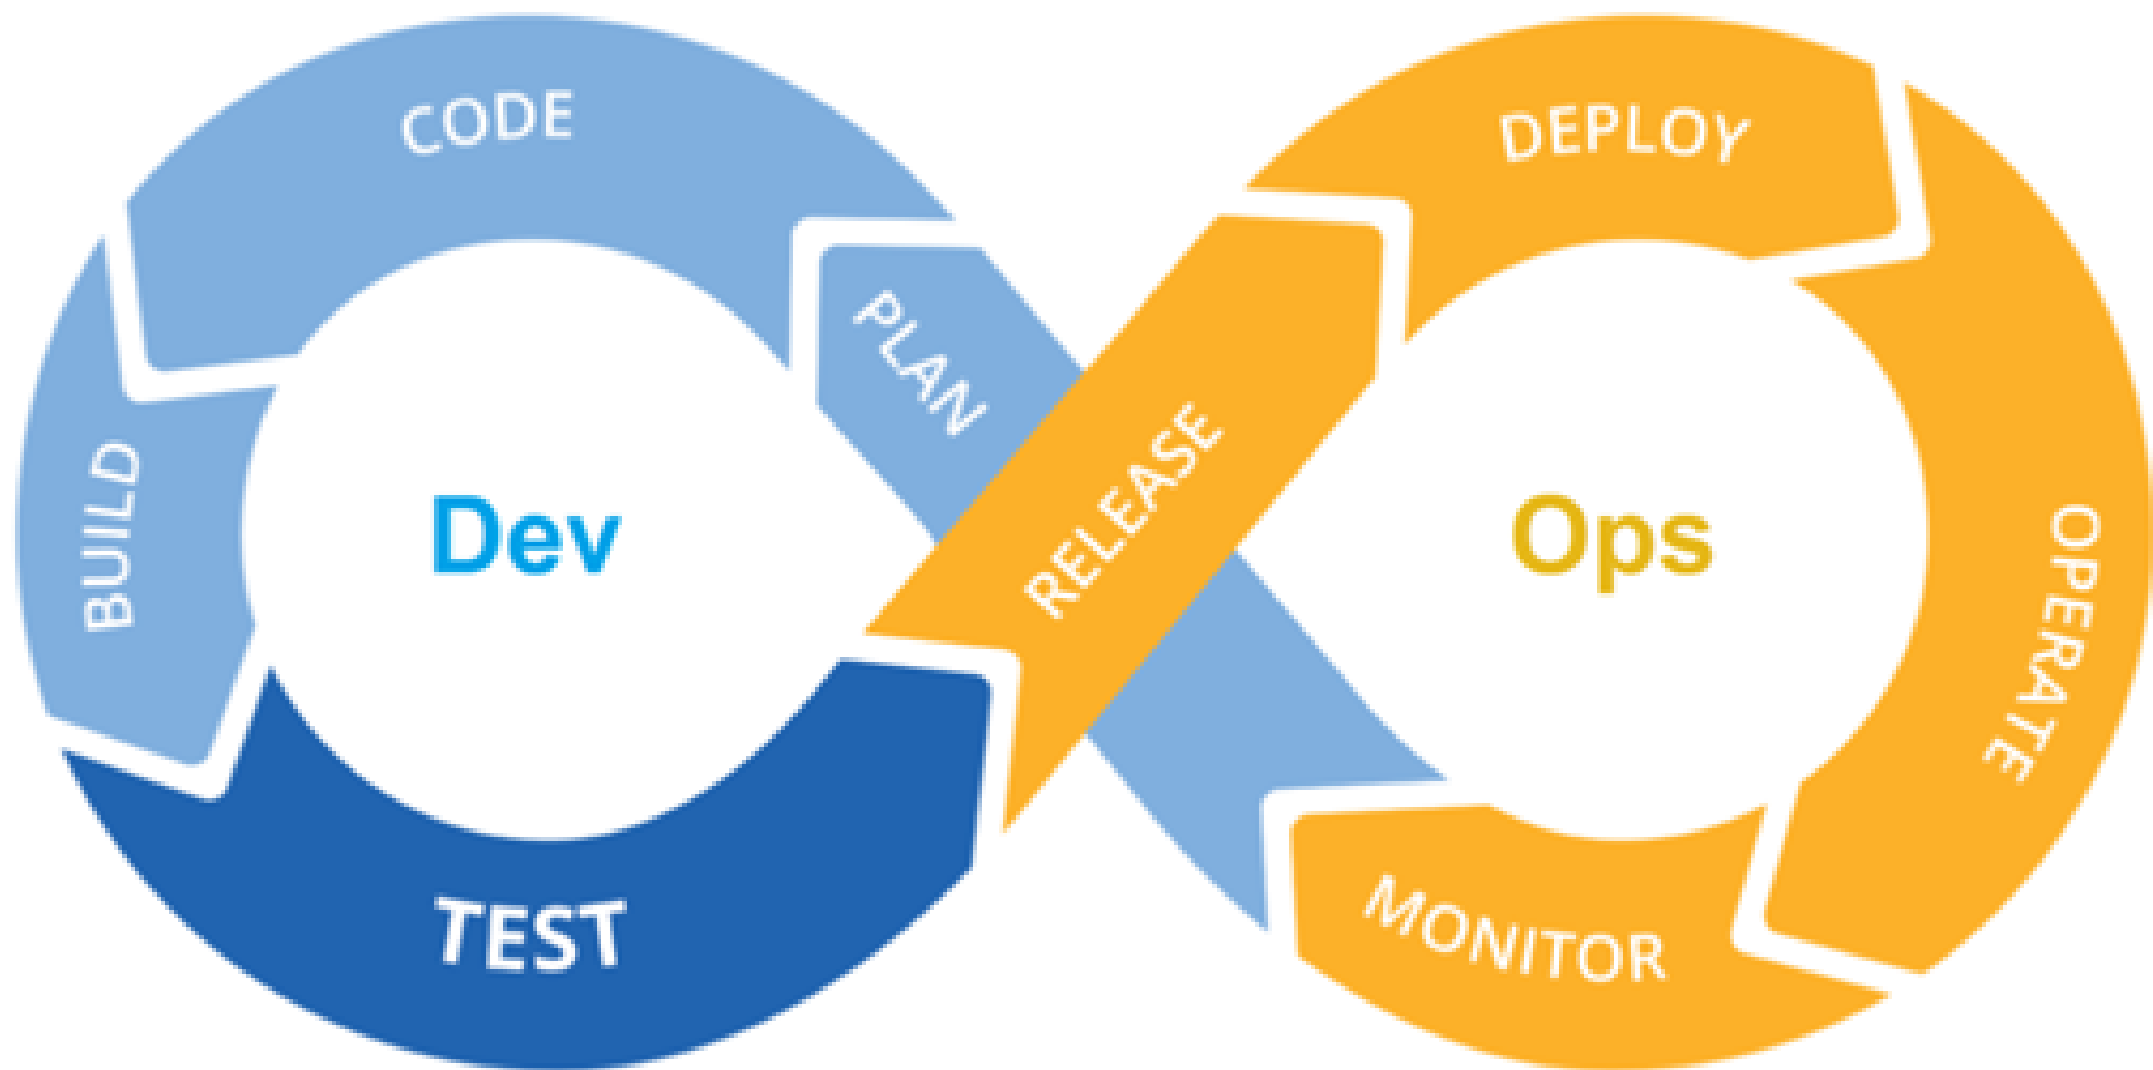 CODE
DEPLOY
PLAN
RELEASE
BUILD
Dev
Ops
OPERATE
TEST
MONITOR